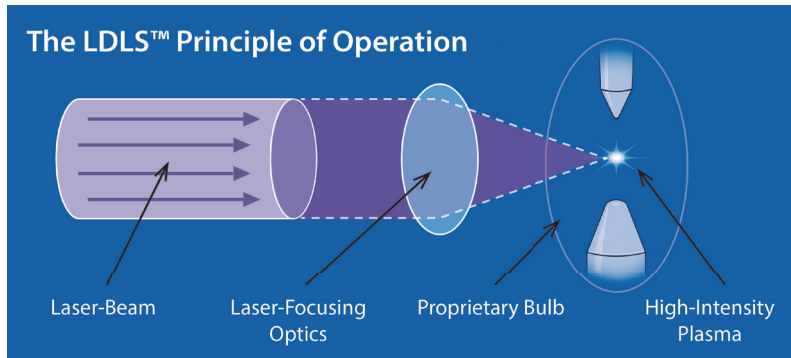 The LDLS™ Principle of Operation
Laser-Beam
Laser-Focusing
Optics
Proprietary Bulb
High-Intensity
Plasma